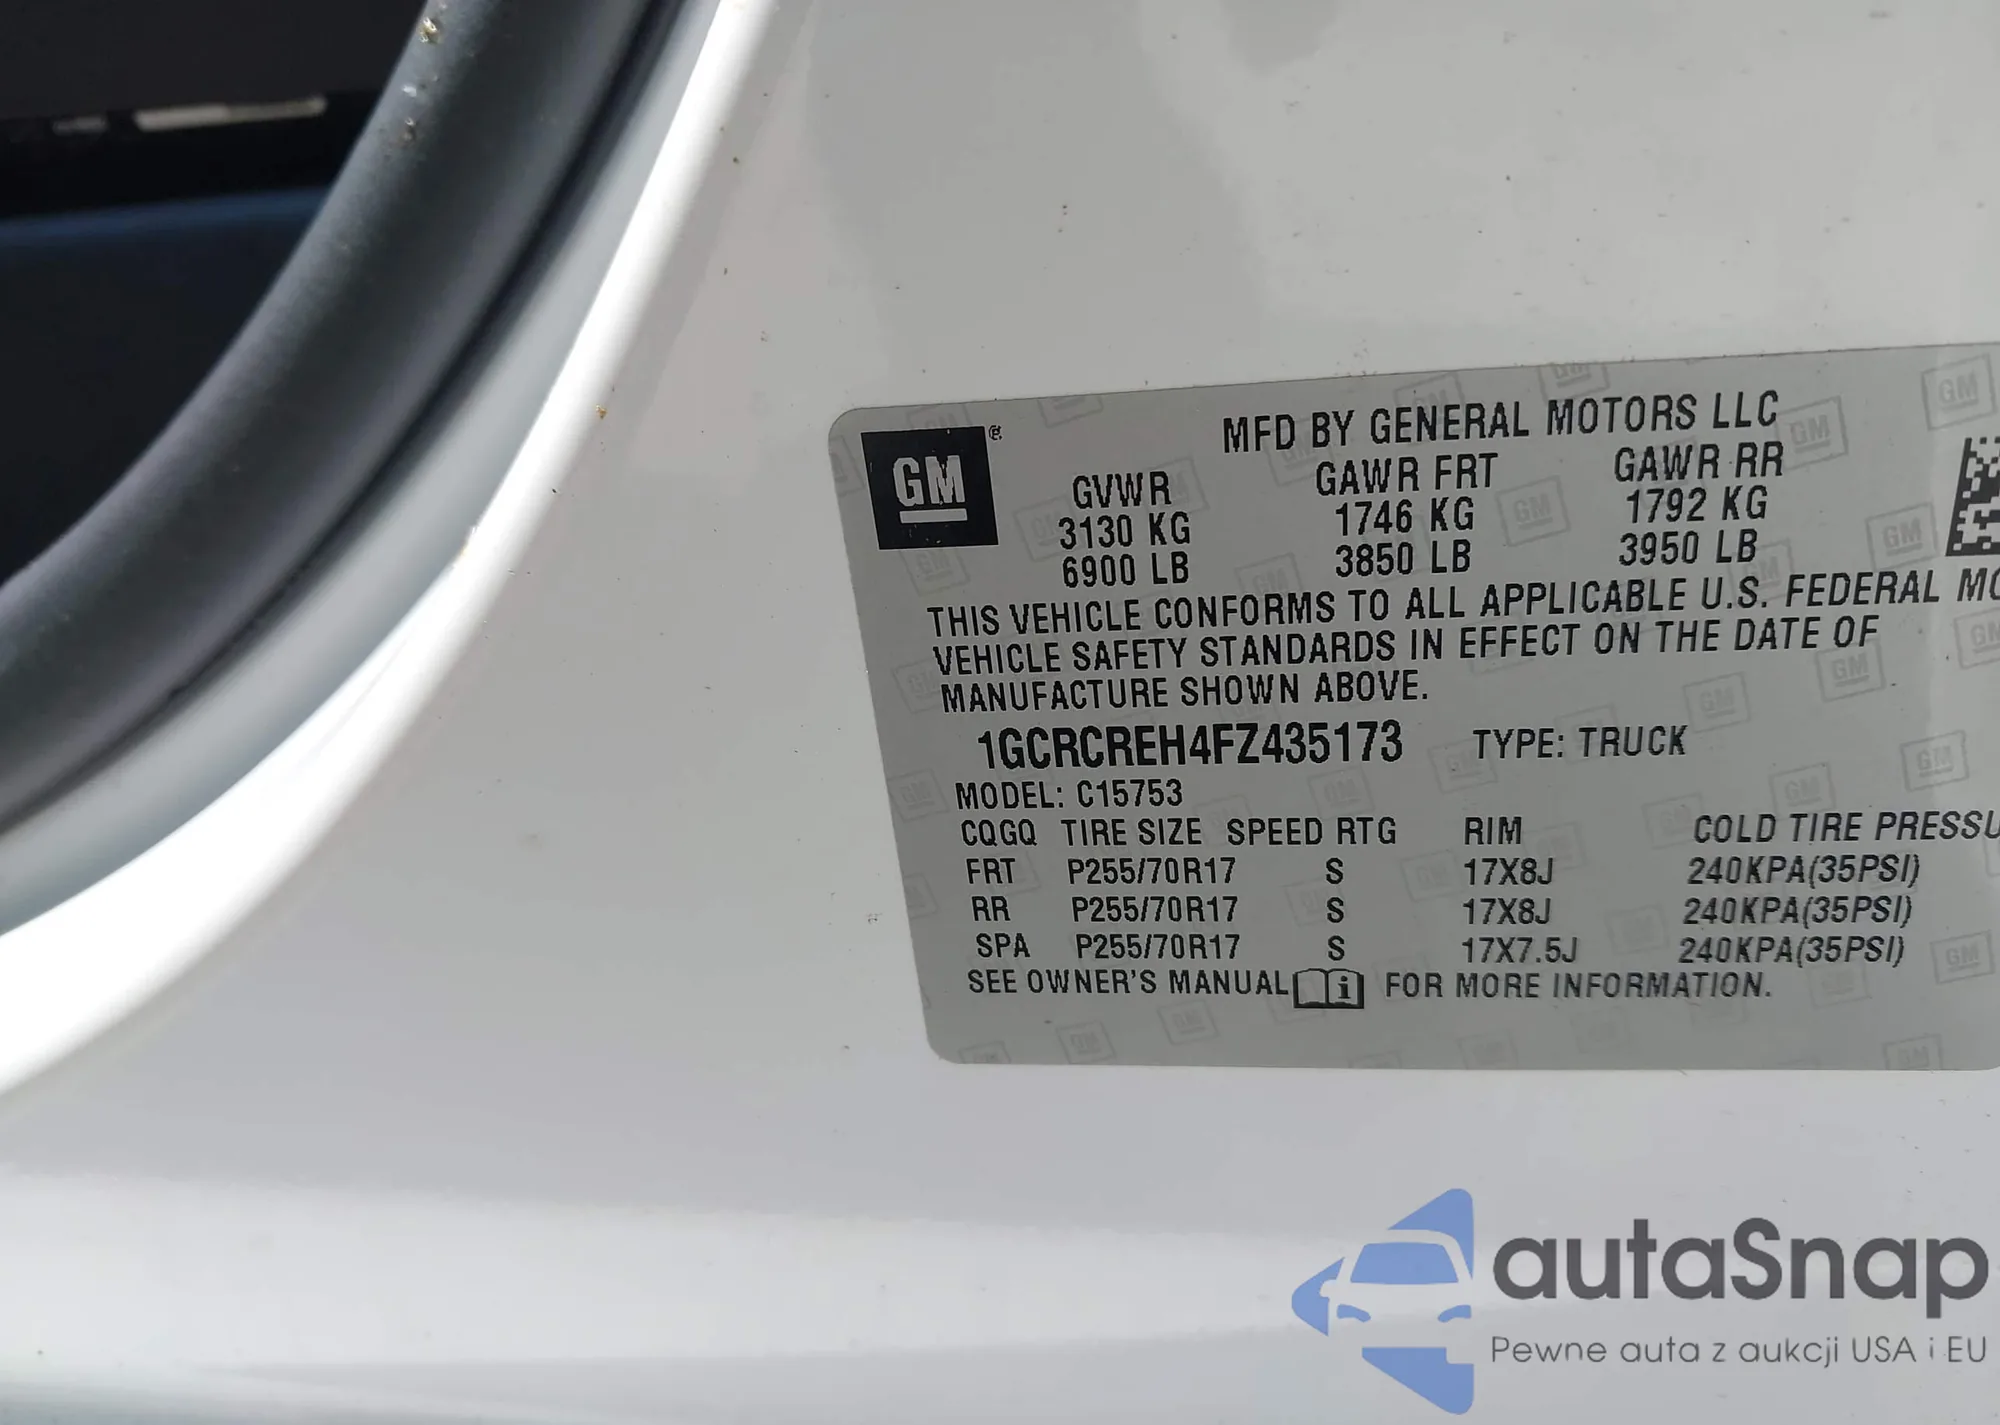 GM
MFD BY GENERAL MOTORS LLC
GVWR GAWR FRT GAWR RR
3130 KG 1746 KG 1792 KG
6900 LB 3850 LB 3950 LB
THIS VEHICLE CONFORMS TO ALL APPLICABLE U.S. FEDERAL MO
VEHICLE SAFETY STANDARDS IN EFFECT ON THE DATE OF
MANUFACTURE SHOWN ABOVE.
1GCRCREH4FZ435173 TYPE: TRUCK
MODEL: C15753
CQGQ TIRE SIZE SPEED RTG RIM COLD TIRE PRESSU
FRT P255/70R17 S 17X8J 240KPA(35PSI)
RR P255/70R17 S 17X8J 240KPA(35PSI)
SPA P255/70R17 S 17X7.5J 240KPA(35PSI)
SEE OWNER'S MANUAL i FOR MORE INFORMATION.
autaSnap
Pewne auta z aukcji USA i EU